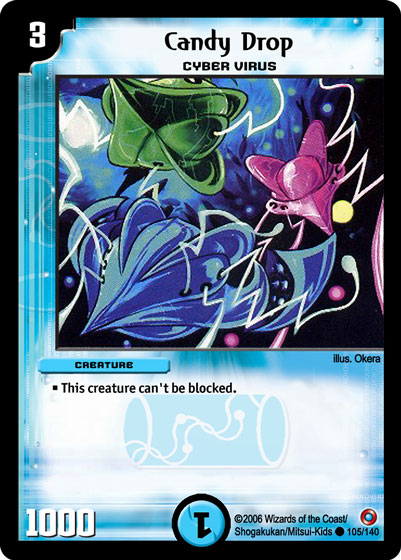 3
Candy Drop
CYBER VIRUS
illus. Okera
CREATURE
▪ This creature can't be blocked.
1000
1
©2006 Wizards of the Coast/
Shogakukan/Mitsui-Kids ● 105/140